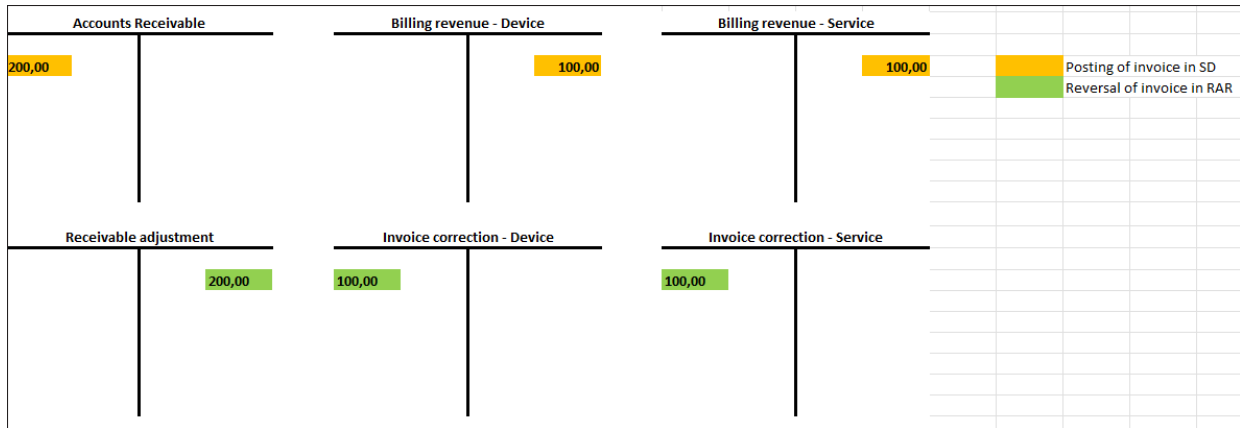 Accounts Receivable
Billing revenue - Device
Billing revenue - Service
200,00
100,00
100,00
Posting of invoice in SD
Reversal of invoice in RAR
Receivable adjustment
Invoice correction - Device
Invoice correction - Service
200,00
100,00
100,00